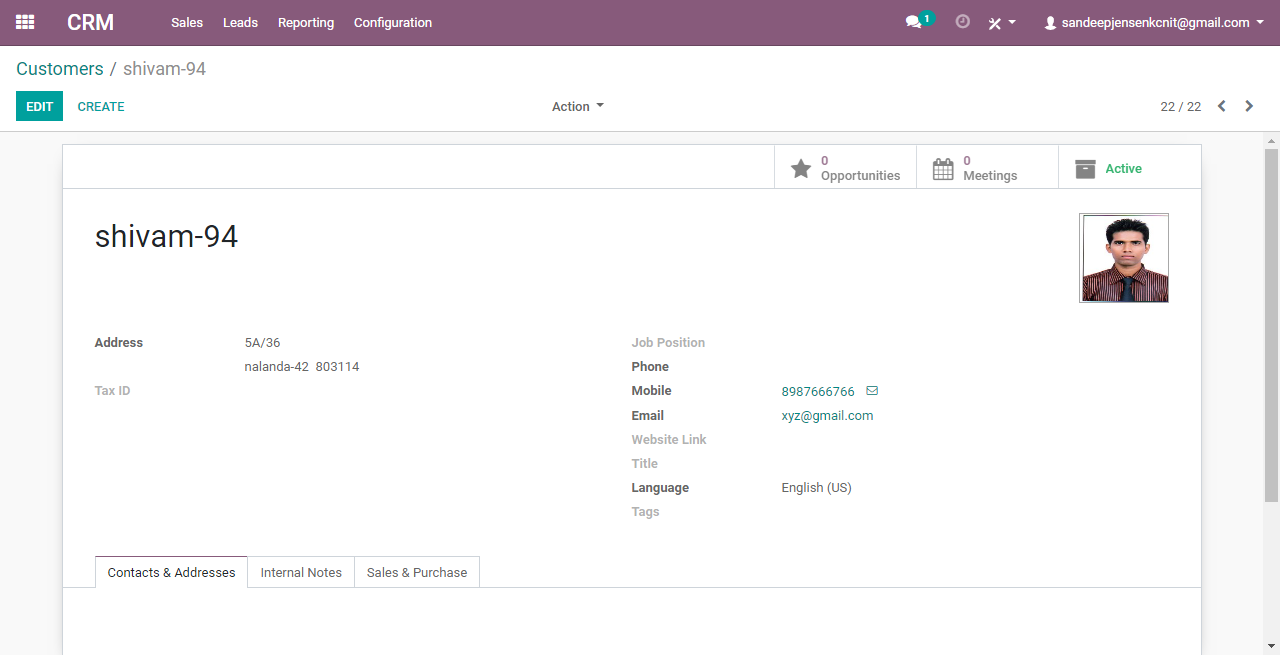 CRM Sales Leads Reporting Configuration 1 sandeepjensenkcnit@gmail.com
Customers / shivam-94
EDIT CREATE Action 22 / 22
0 Opportunities
0 Meetings
Active
shivam-94
Address 5A/36
nalanda-42 803114
Tax ID
Job Position
Phone
Mobile 8987666766
Email xyz@gmail.com
Website Link
Title
Language English (US)
Tags
Contacts & Addresses Internal Notes Sales & Purchase